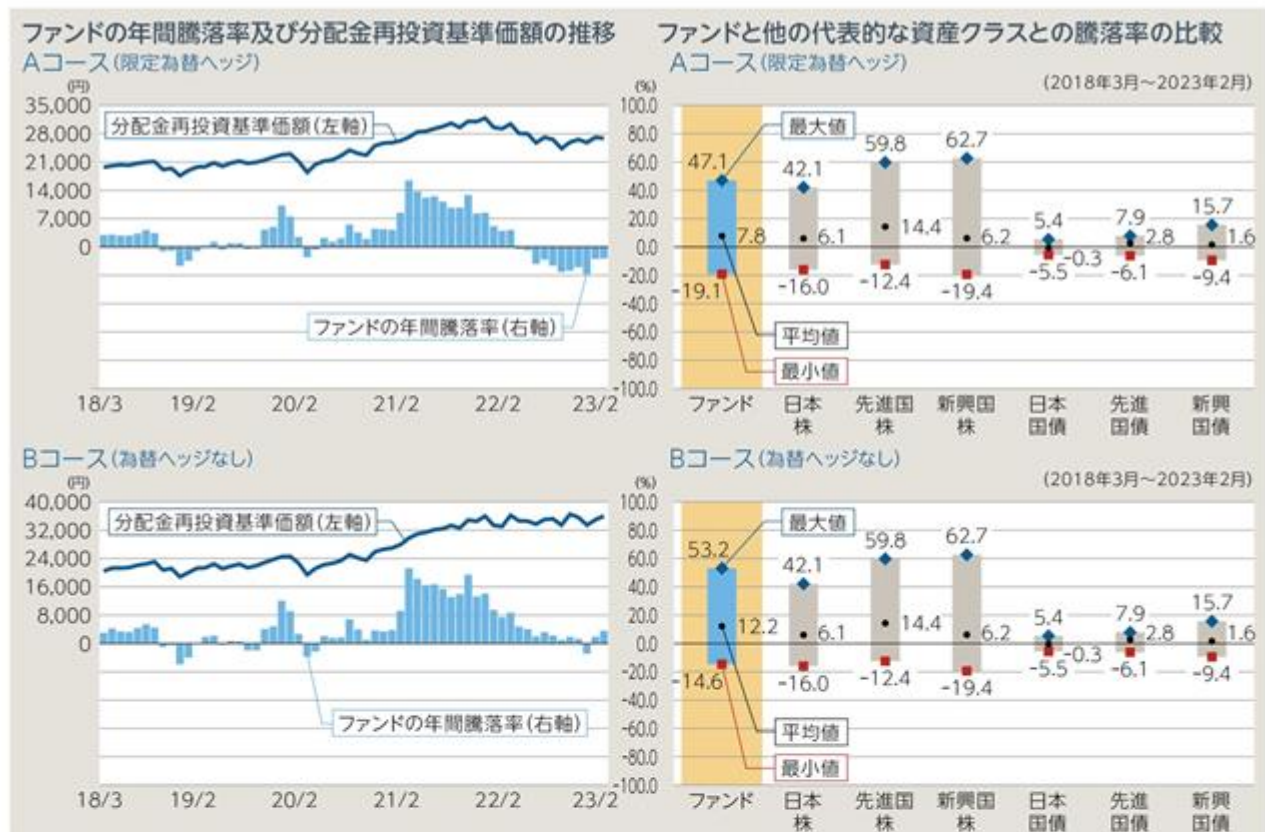 ファンドの年間騰落率及び分配金再投資基準価額の推移
Aコース(限定為替ヘッジ)
(円)
(%)
35,000
28,000
21,000
14,000
7,000
0
100.0
80.0
60.0
40.0
20.0
0.0
-20.0
-40.0
-60.0
-80.0
-100.0
分配金再投資基準価額(左軸)
ファンドの年間騰落率(右軸)
18/3 19/2 20/2 21/2 22/2 23/2
ファンドと他の代表的な資産クラスとの騰落率の比較
Aコース(限定為替ヘッジ)
(2018年3月~2023年2月)
最大値
47.1 42.1 59.8 62.7 5.4 7.9 15.7
7.8 6.1 14.4 6.2 -0.3 2.8 1.6
-19.1 -16.0 -12.4 -19.4 -5.5 -6.1 -9.4
平均値
最小値
ファンド 日本株 先進国株 新興国株 日本国債 先進国債 新興国債
Bコース(為替ヘッジなし)
(円)
(%)
40,000
32,000
24,000
16,000
8,000
0
100.0
80.0
60.0
40.0
20.0
0.0
-20.0
-40.0
-60.0
-80.0
-100.0
分配金再投資基準価額(左軸)
ファンドの年間騰落率(右軸)
18/3 19/2 20/2 21/2 22/2 23/2
Bコース(為替ヘッジなし)
(2018年3月~2023年2月)
最大値
53.2 42.1 59.8 62.7 5.4 7.9 15.7
12.2 6.1 14.4 6.2 -0.3 2.8 1.6
-14.6 -16.0 -12.4 -19.4 -5.5 -6.1 -9.4
平均値
最小値
ファンド 日本株 先進国株 新興国株 日本国債 先進国債 新興国債